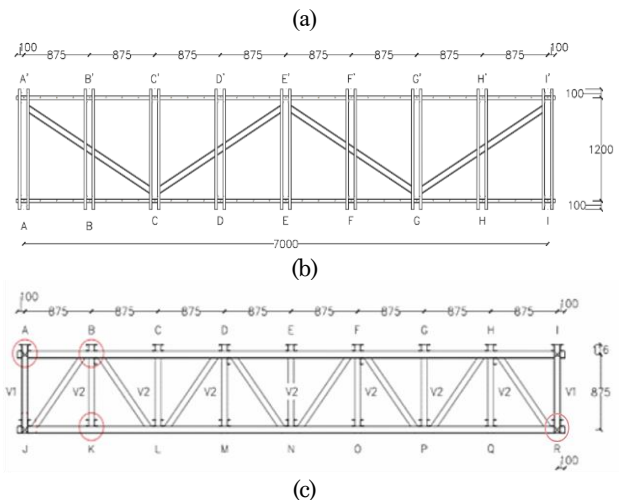 (a)
100 875 875 875 875 875 875 875 875 100
A' B' C' D' E' F' G' H' I'
100
1200
100
A B C D E F G H I
7000
(b)
100 875 875 875 875 875 875 875 875 100
A B C D E F G H I
V1 V2 V2 V2 V2 V2 V2 V2 V1
875
J K L M N O P Q R
100
(c)